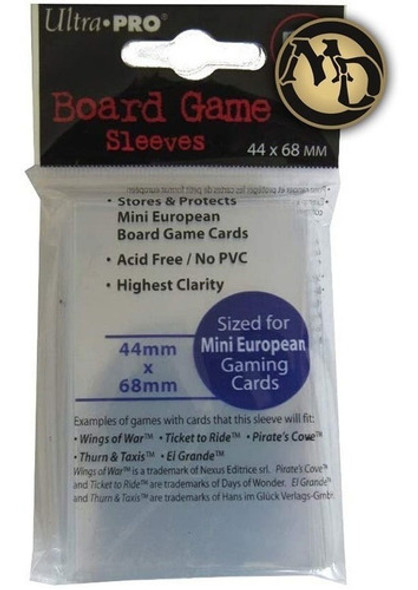 Ultra•PRO
MD
Board Game
Sleeves
44 x 68 MM
• Stores & Protects
Mini European
Board Game Cards
• Acid Free / No PVC
• Highest Clarity
Sized for
Mini European
Gaming
Cards
44mm
x
68mm
Examples of games with cards that this sleeve will fit:
• Wings of War™ • Ticket to Ride™ • Pirate's Cove™
• Thurn & Taxis™ • El Grande™
Wings of War™ is a trademark of Nexus Editrice srl. Pirate's Cove™
and Ticket to Ride™ are trademarks of Days of Wonder. El Grande™
and Thurn & Taxis™ are trademarks of Hans im Glück Verlags-Gmb